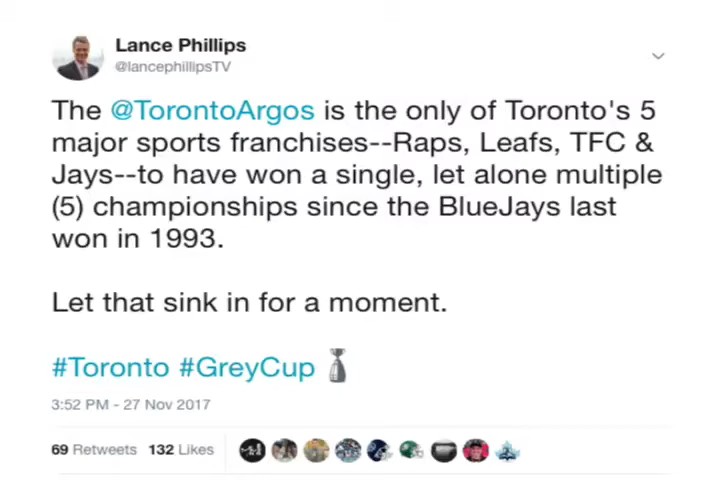 Lance Phillips
@lancephillipsTV
The @TorontoArgos is the only of Toronto's 5
major sports franchises--Raps, Leafs, TFC &
Jays--to have won a single, let alone multiple
(5) championships since the BlueJays last
won in 1993.
Let that sink in for a moment.
#Toronto #GreyCup
3:52 PM - 27 Nov 2017
69 Retweets 132 Likes